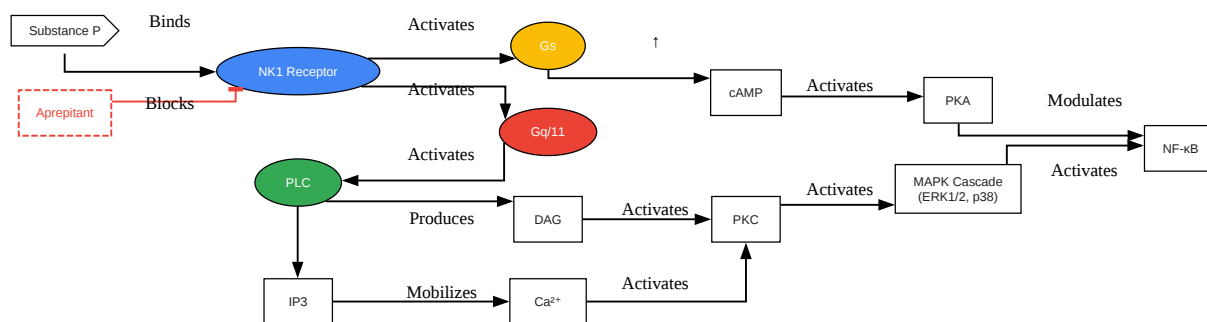 Substance P
Binds
Activates
Gs
↑
NK1 Receptor
Aprepitant
Blocks
Activates
cAMP
Activates
PKA
Modulates
Gq/11
NF-κB
Activates
PLC
Activates
MAPK Cascade
(ERK1/2, p38)
Activates
Produces
DAG
Activates
PKC
IP3
Mobilizes
Ca²⁺
Activates